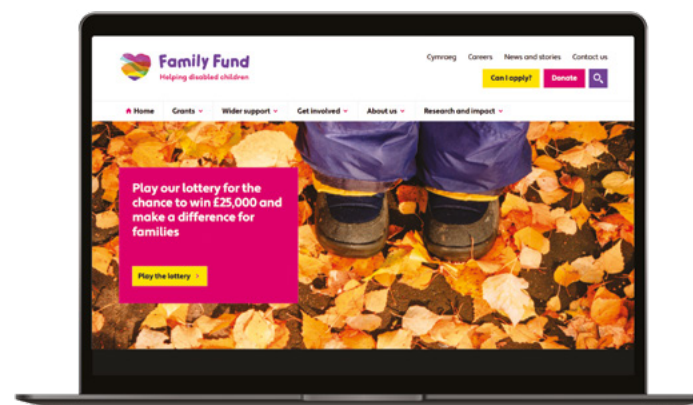 Family Fund
Helping disabled children
Cymraeg Careers News and stories Contact us
Can I apply? Donate
Home Grants Wider support Get involved About us Research and impact
Play our lottery for the
chance to win £25,000 and
make a difference for
families
Play the lottery >